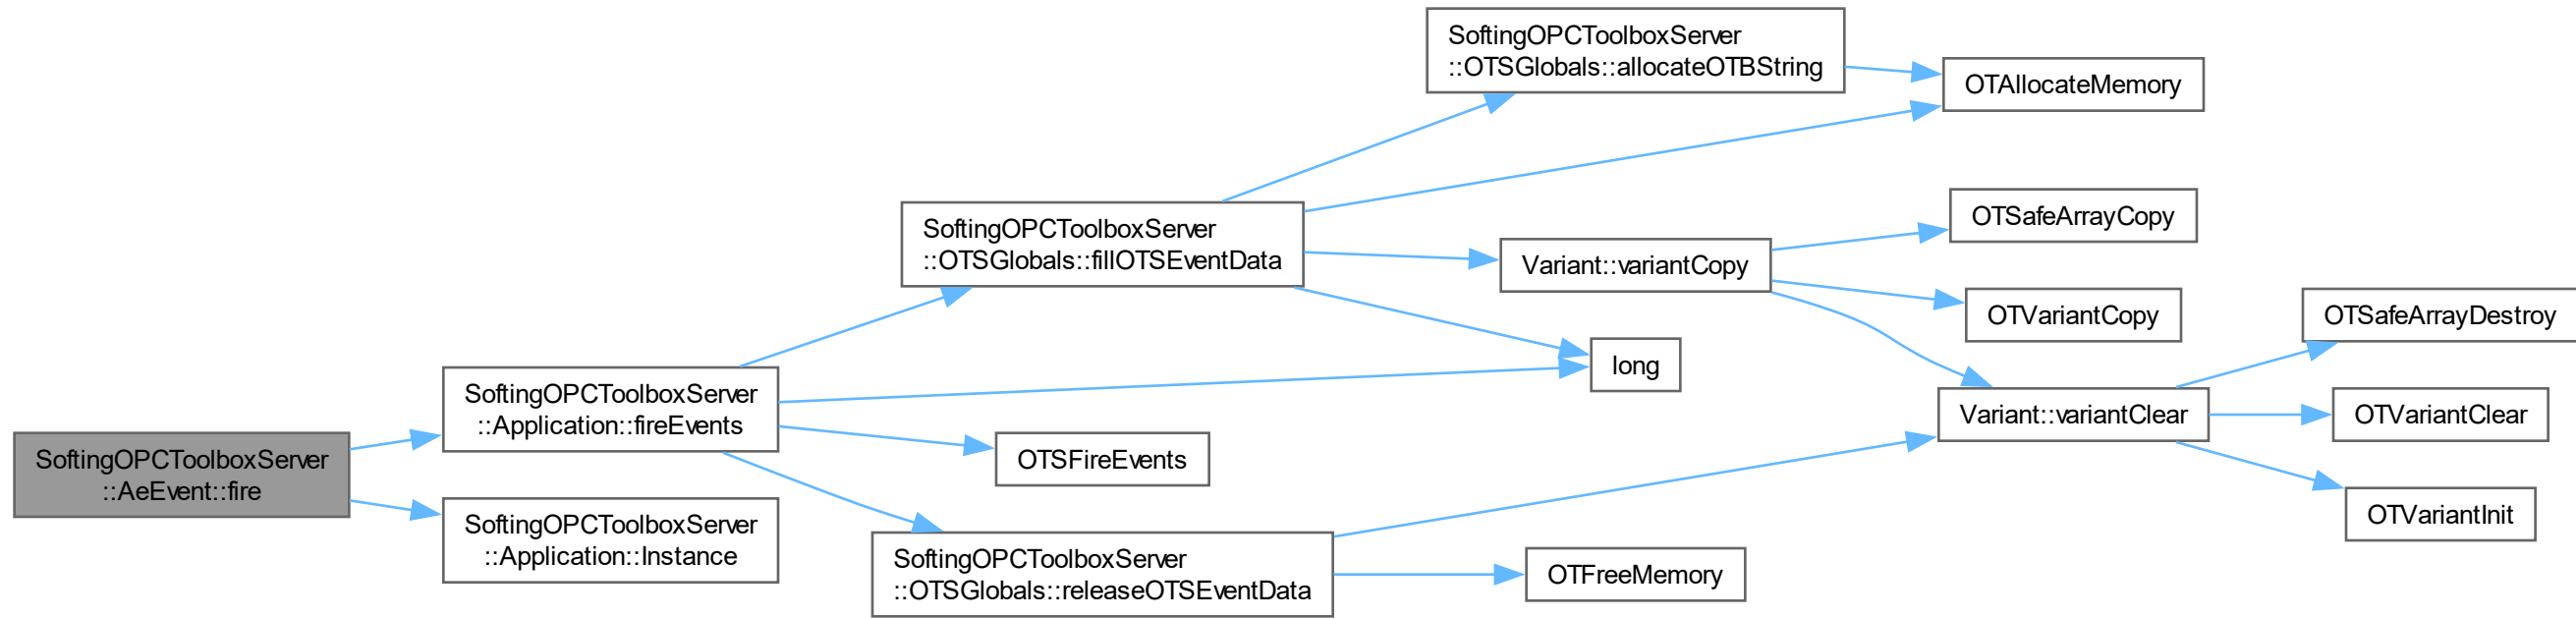 SoftingOPCToolboxServer
::AeEvent::fire
SoftingOPCToolboxServer
::Application::fireEvents
SoftingOPCToolboxServer
::Application::Instance
SoftingOPCToolboxServer
::OTSGlobals::fillOTSEventData
OTSFireEvents
SoftingOPCToolboxServer
::OTSGlobals::releaseOTSEventData
SoftingOPCToolboxServer
::OTSGlobals::allocateOTBString
Variant::variantCopy
long
OTFreeMemory
OTAllocateMemory
OTSafeArrayCopy
OTVariantCopy
Variant::variantClear
OTSafeArrayDestroy
OTVariantClear
OTVariantInit